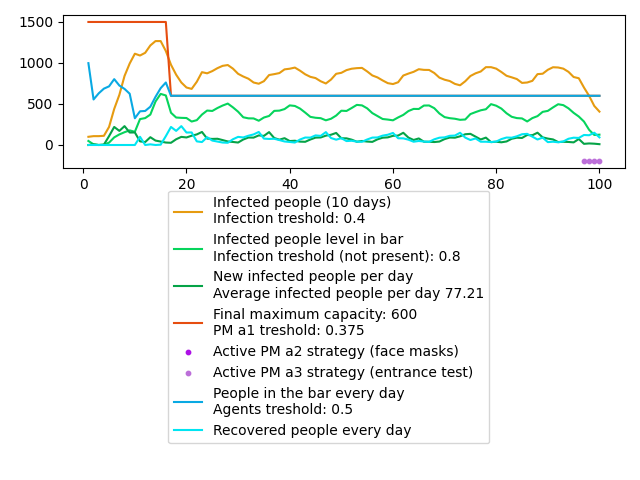 1500
1000
500
0
0 20 40 60 80 100
Infected people (10 days)
Infection treshold: 0.4
Infected people level in bar
Infection treshold (not present): 0.8
New infected people per day
Average infected people per day 77.21
Final maximum capacity: 600
PM a1 treshold: 0.375
Active PM a2 strategy (face masks)
Active PM a3 strategy (entrance test)
People in the bar every day
Agents treshold: 0.5
Recovered people every day